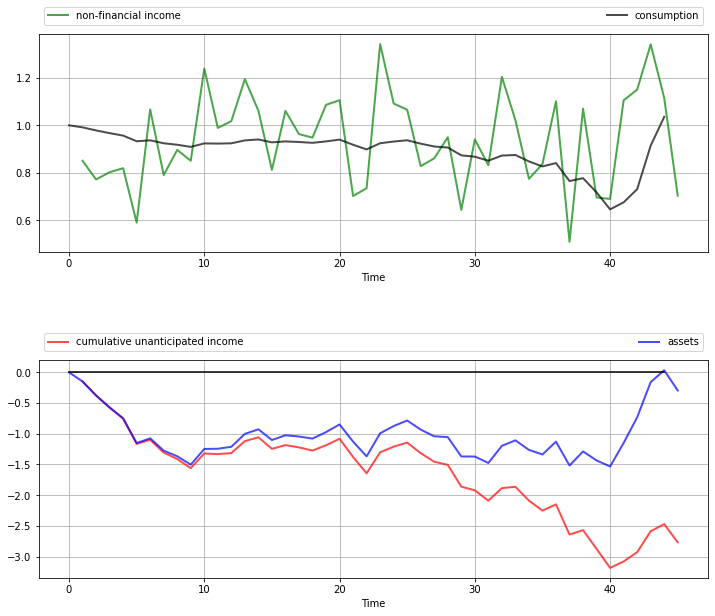 non-financial income consumption
1.2
1.0
0.8
0.6
0 10 20 30 40
Time
cumulative unanticipated income assets
0.0
−0.5
−1.0
−1.5
−2.0
−2.5
−3.0
0 10 20 30 40
Time